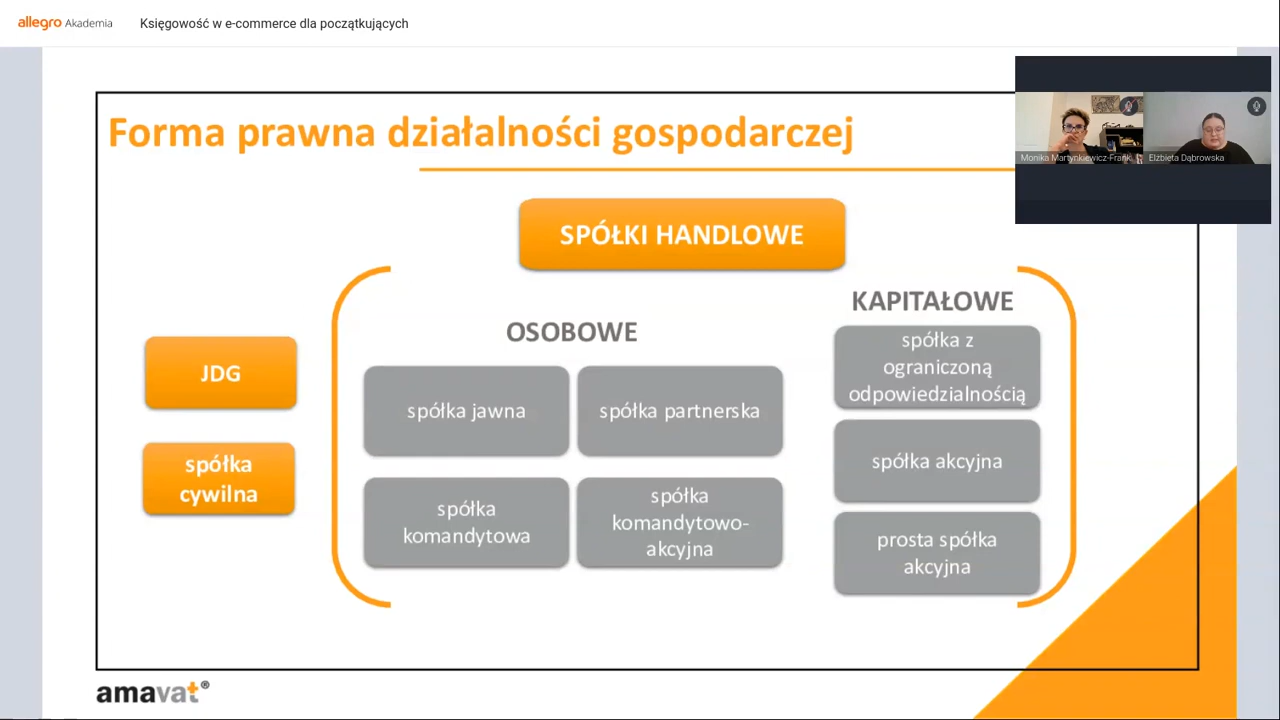 allegro Akademia
Księgowość w e-commerce dla początkujących
Monika Martynkiewicz-Frank
Elżbieta Dąbrowska
Forma prawna działalności gospodarczej
SPÓŁKI HANDLOWE
JDG
spółka
cywilna
OSOBOWE
spółka jawna
spółka partnerska
spółka
komandytowa
spółka
komandytowo-
akcyjna
KAPITAŁOWE
spółka z
ograniczoną
odpowiedzialnością
spółka akcyjna
prosta spółka
akcyjna
amavat®